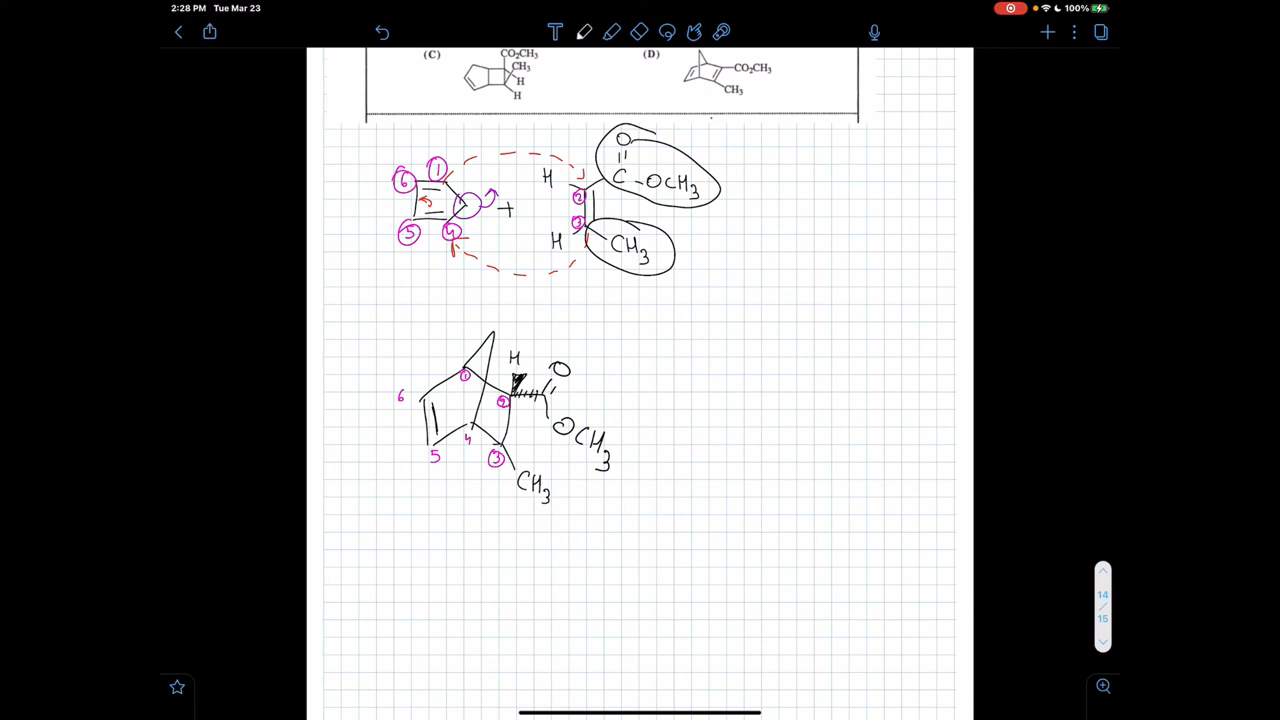 2:28 PM Tue Mar 23
100%
T
(C)
CO₂CH₃
CH₃
H
H
(D)
CO₂CH₃
CH₃
6
1
5
4
+
H
2
3
H
O
C - OCH3
CH3
H
O
OCH3
1
2
6
4
5
3
CH3
14
/
15